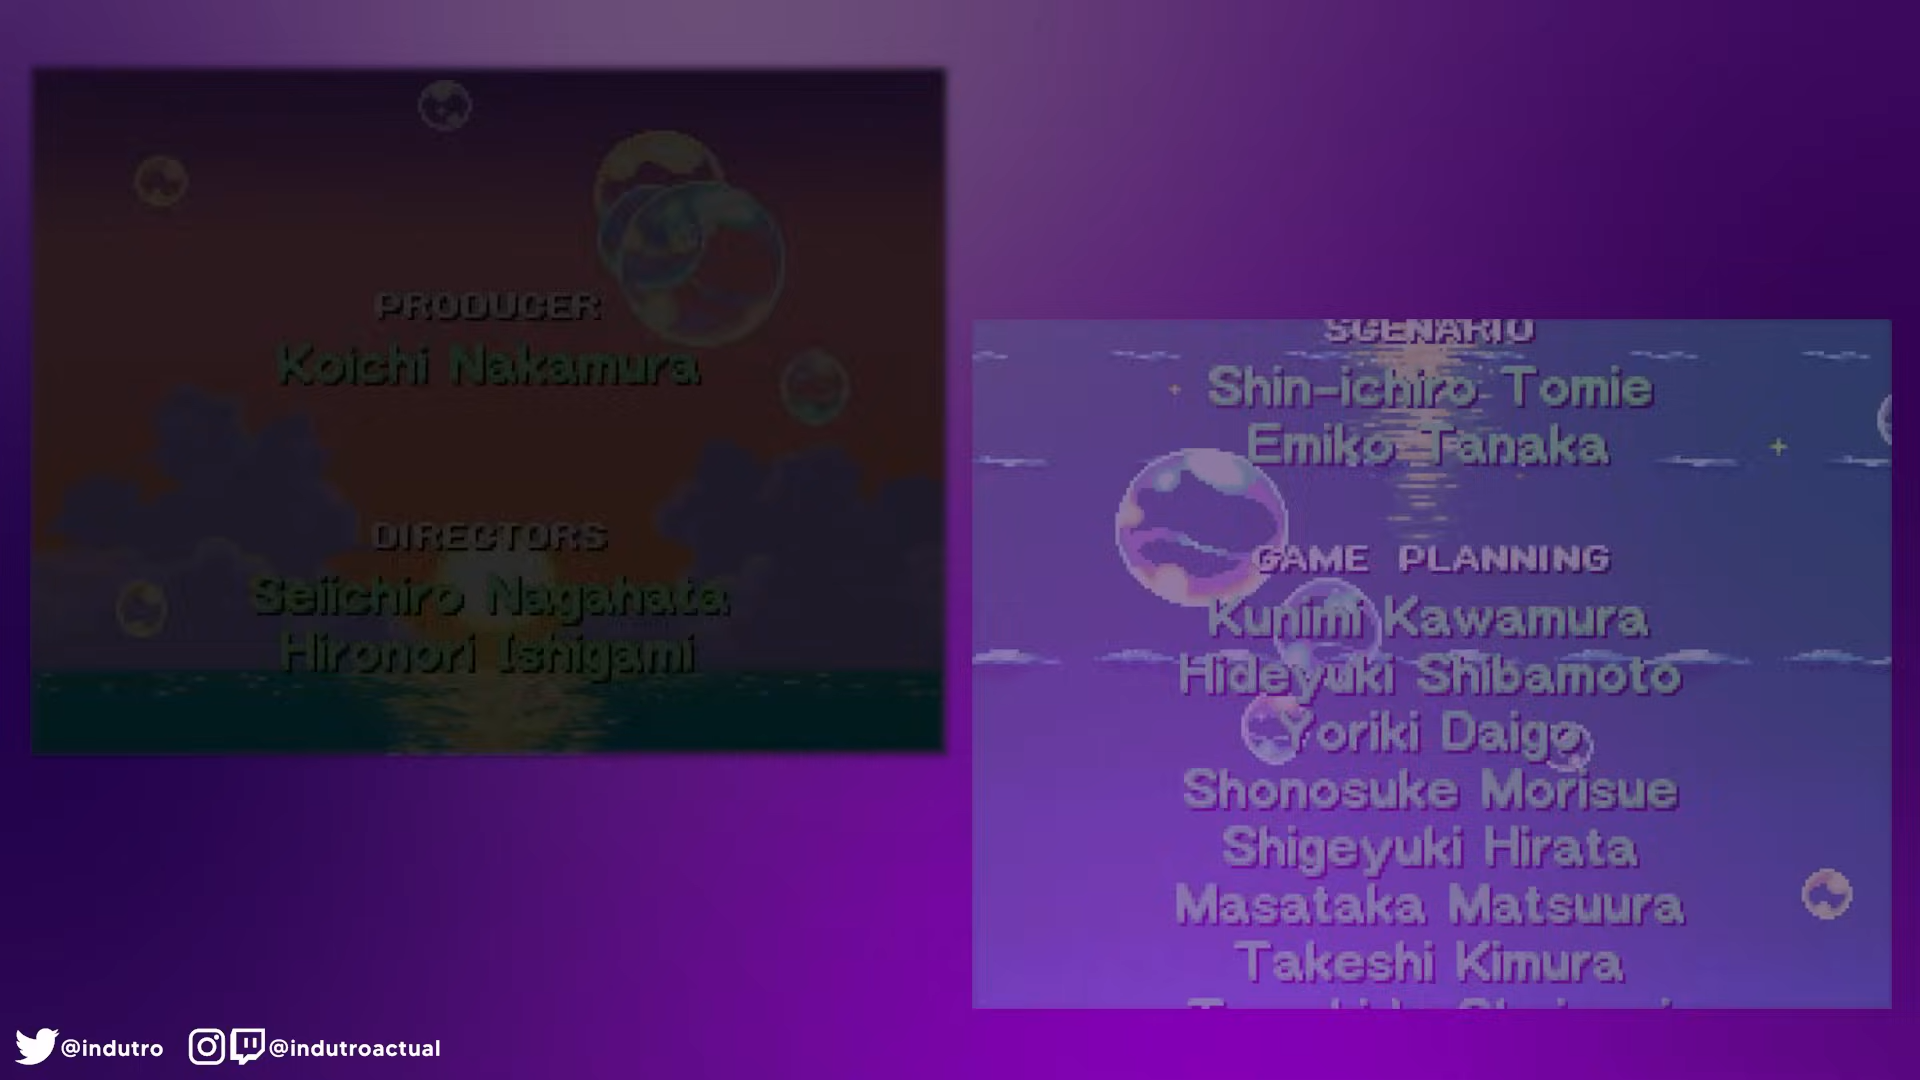 PRODUCER
Koichi Nakamura
DIRECTORS
Seiichiro Nagahata
Hironori Ishigami
SCENARIO
Shin-ichiro Tomie
Emiko Tanaka
GAME PLANNING
Kunimi Kawamura
Hideyuki Shibamoto
Yoriki Daigo
Shonosuke Morisue
Shigeyuki Hirata
Masataka Matsuura
Takeshi Kimura
@indutro @indutroactual